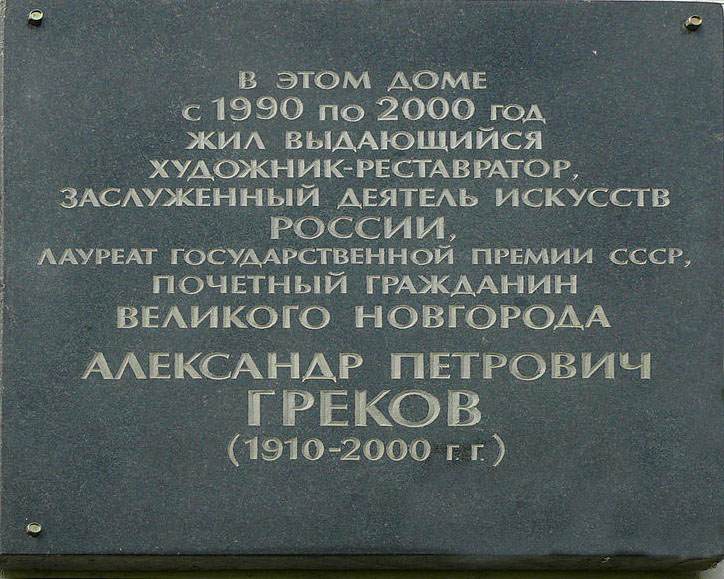 В ЭТОМ ДОМЕ
С 1990 ПО 2000 ГОД
ЖИЛ ВЫДАЮЩИЙСЯ
ХУДОЖНИК-РЕСТАВРАТОР,
ЗАСЛУЖЕННЫЙ ДЕЯТЕЛЬ ИСКУССТВ
РОССИИ,
ЛАУРЕАТ ГОСУДАРСТВЕННОЙ ПРЕМИИ СССР,
ПОЧЕТНЫЙ ГРАЖДАНИН
ВЕЛИКОГО НОВГОРОДА
АЛЕКСАНДР ПЕТРОВИЧ
ГРЕКОВ
(1910-2000 Г. Г.)